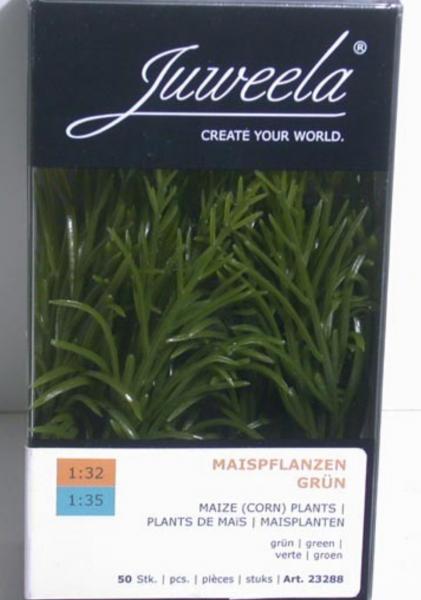 Juweela®
CREATE YOUR WORLD.
1:32
1:35
MAISPFLANZEN
GRÜN
MAIZE (CORN) PLANTS |
PLANTS DE MAïS | MAISPLANTEN
grün | green |
verte | groen
50 Stk. | pcs. | pièces | stuks | Art. 23288